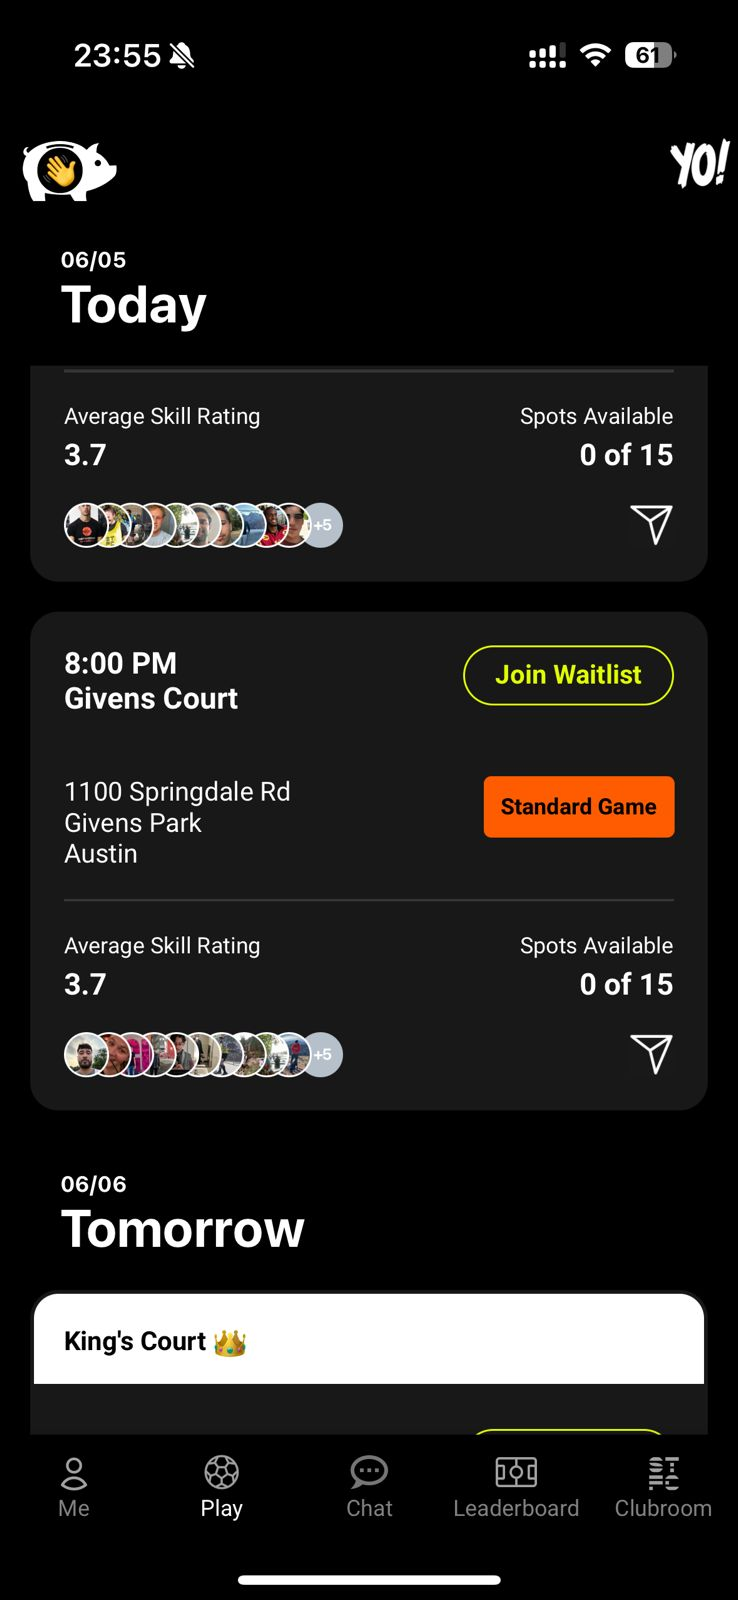 23:55
61
YO!
06/05
Today
Average Skill Rating
Spots Available
3.7
0 of 15
+5
8:00 PM
Givens Court
Join Waitlist
1100 Springdale Rd
Givens Park
Austin
Standard Game
Average Skill Rating
Spots Available
3.7
0 of 15
+5
06/06
Tomorrow
King's Court 👑
Me
Play
Chat
Leaderboard
Clubroom